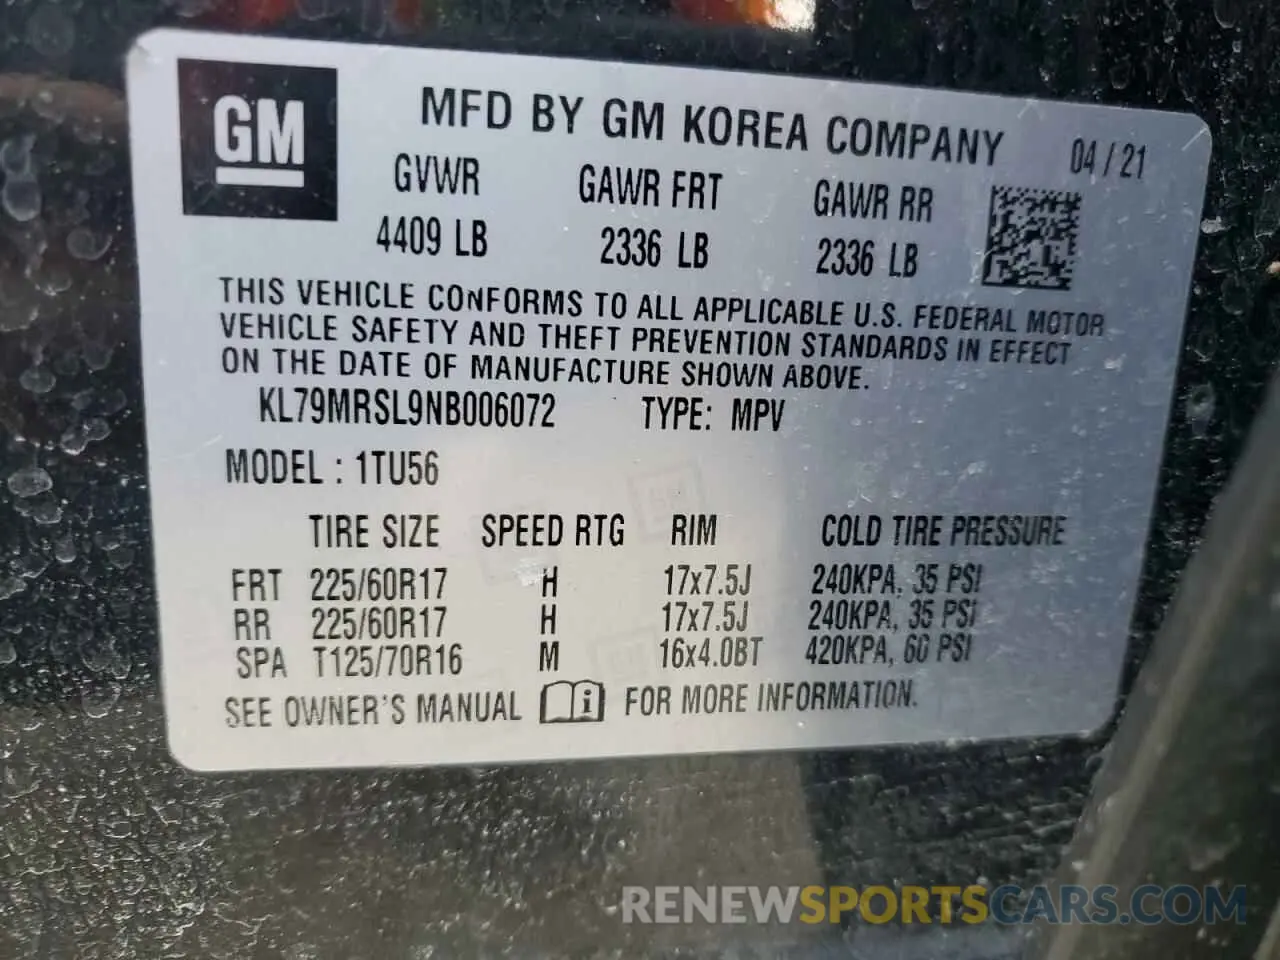 GM
MFD BY GM KOREA COMPANY 04 / 21
GVWR GAWR FRT GAWR RR
4409 LB 2336 LB 2336 LB
THIS VEHICLE CONFORMS TO ALL APPLICABLE U.S. FEDERAL MOTOR
VEHICLE SAFETY AND THEFT PREVENTION STANDARDS IN EFFECT
ON THE DATE OF MANUFACTURE SHOWN ABOVE.
KL79MRSL9NB006072 TYPE: MPV
MODEL : 1TU56
TIRE SIZE SPEED RTG RIM COLD TIRE PRESSURE
FRT 225/60R17 H 17x7.5J 240KPA, 35 PSI
RR 225/60R17 H 17x7.5J 240KPA, 35 PSI
SPA T125/70R16 M 16x4.0BT 420KPA, 60 PSI
SEE OWNER'S MANUAL i FOR MORE INFORMATION.
RENEWSPORTSCARS.COM